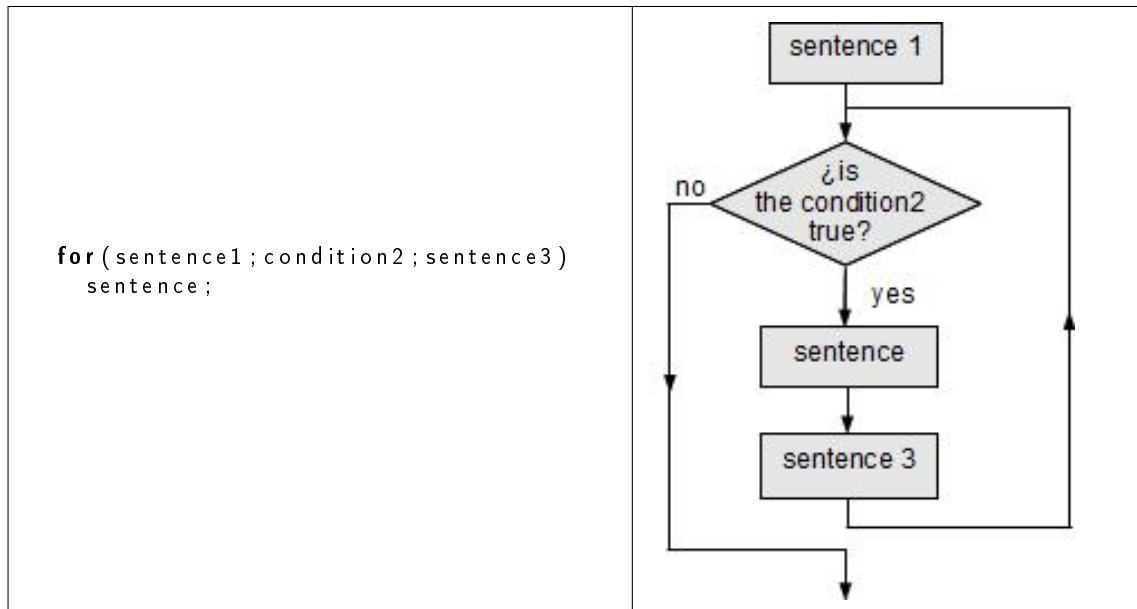 for(sentence1;condition2;sentence3)
sentence;
sentence 1
¿is
the condition2
true?
no
yes
sentence
sentence 3